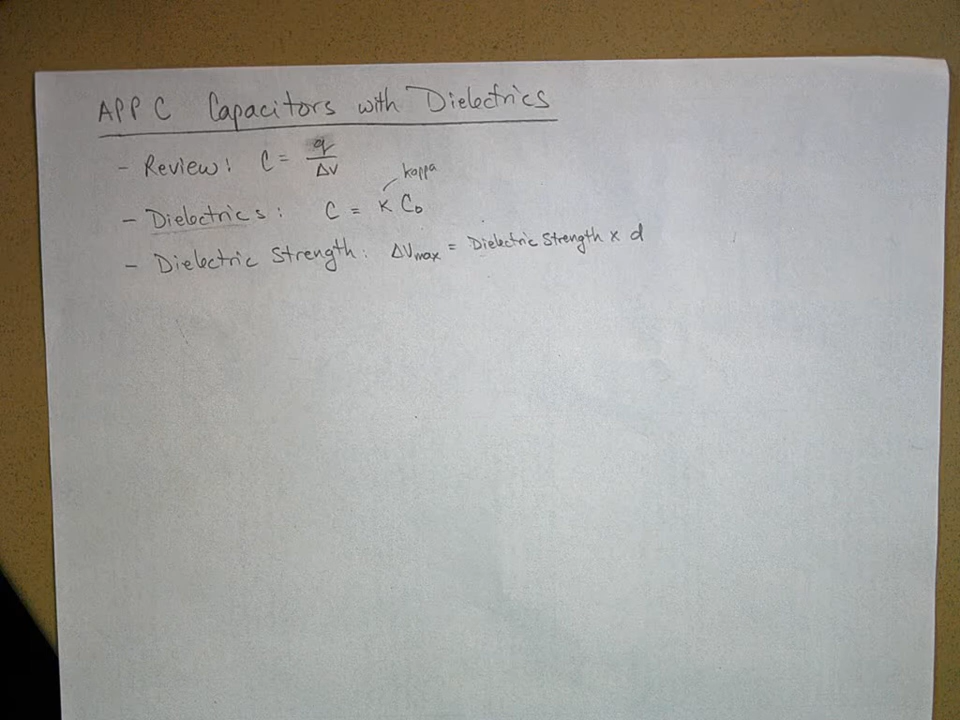 APP C Capacitors with Dielectrics
- Review: C = q/ΔV
kappa
- Dielectrics: C = κ C₀
- Dielectric Strength: ΔVmax = Dielectric Strength x d